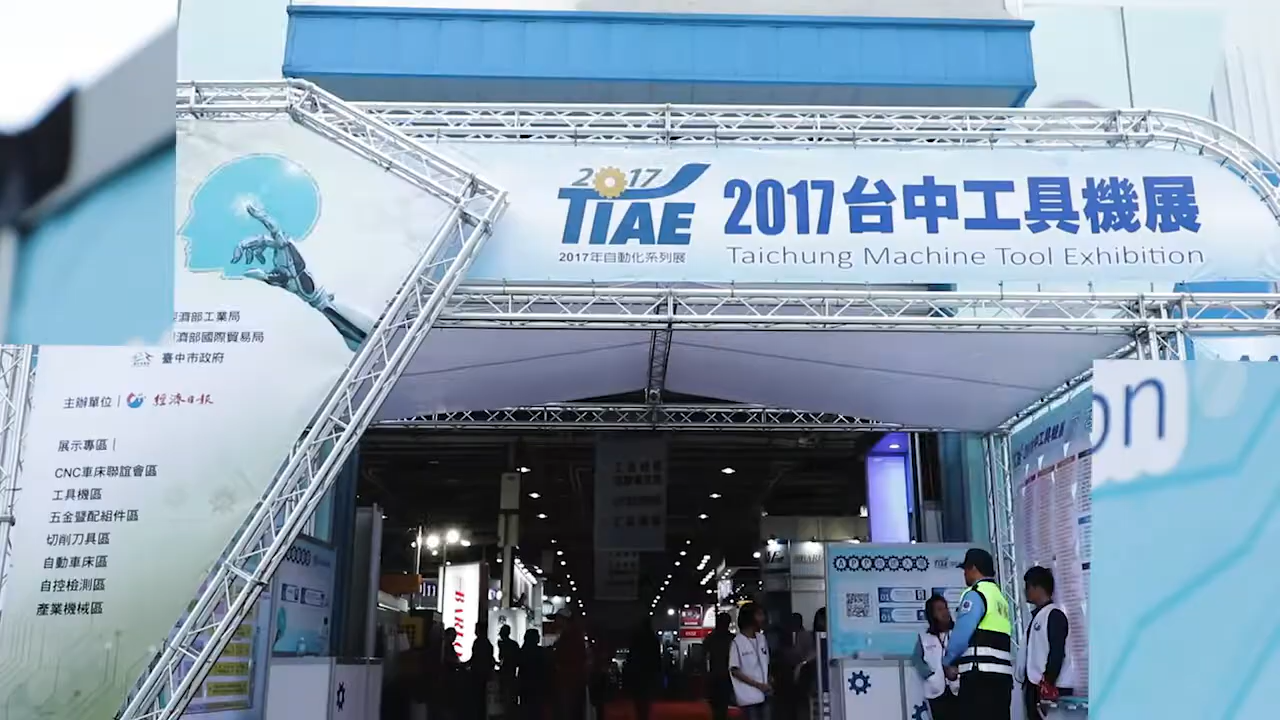 2017
TIAE
2017年自動化系列展
2017台中工具機展
Taichung Machine Tool Exhibition
濟部工業局
濟部國際貿易局
臺中市政府
主辦單位 | 經濟日報
展示專區 |
CNC車床聯誼會區
工具機區
五金暨配組件區
切削刀具區
自動車床區
自控檢測區
產業機械區
on